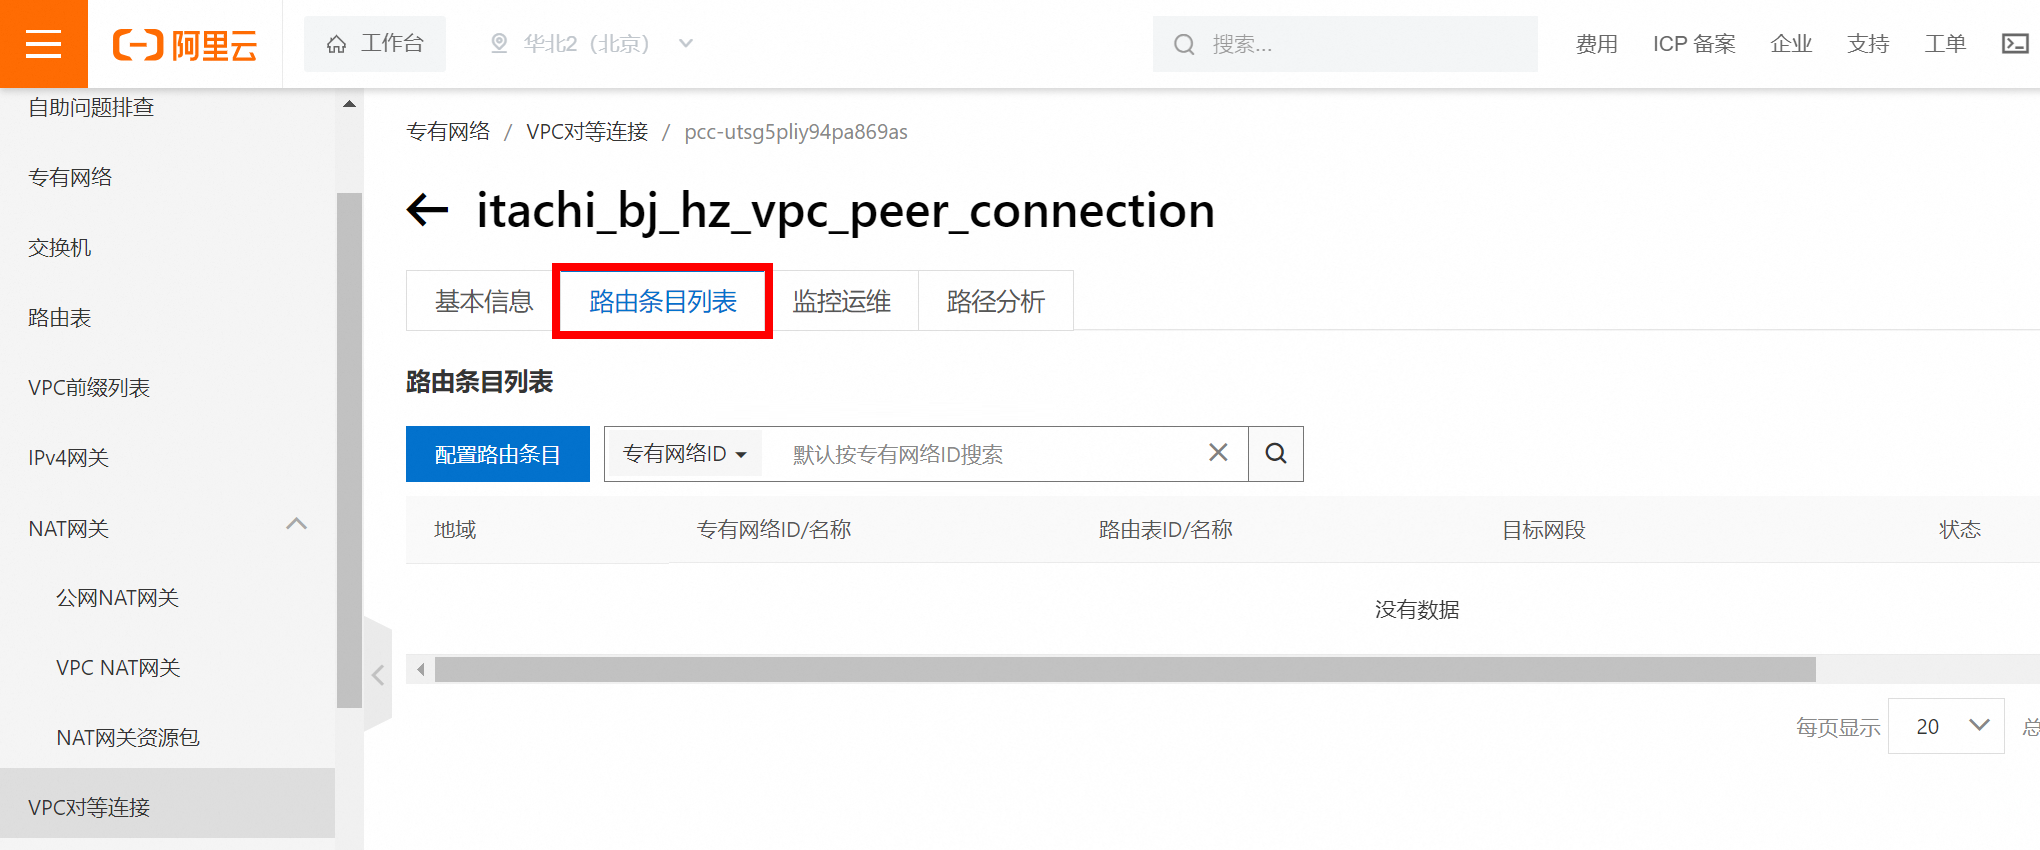 阿里云 工作台 华北2（北京） 搜索... 费用 ICP 备案 企业 支持 工单
自助问题排查
专有网络
交换机
路由表
VPC前缀列表
IPv4网关
NAT网关
公网NAT网关
VPC NAT网关
NAT网关资源包
VPC对等连接
专有网络 / VPC对等连接 / pcc-utsg5pliy94pa869as
itachi_bj_hz_vpc_peer_connection
基本信息 路由条目列表 监控运维 路径分析
路由条目列表
配置路由条目 专有网络ID 默认按专有网络ID搜索
地域 专有网络ID/名称 路由表ID/名称 目标网段 状态
没有数据
每页显示 20 总